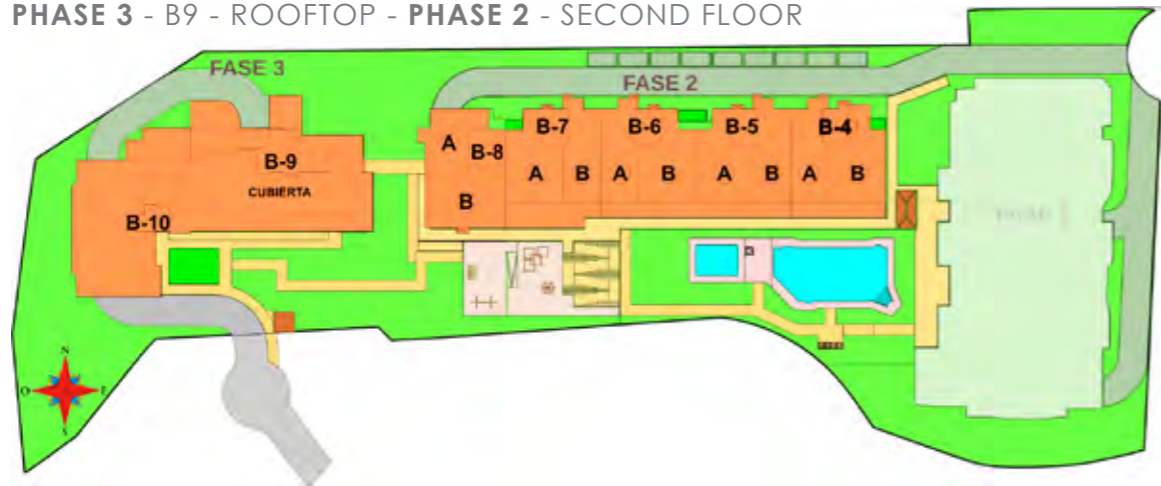 PHASE 3 - B9 - ROOFTOP - PHASE 2 - SECOND FLOOR
FASE 3
FASE 2
B-7
B-6
B-5
B-4
A
B-8
B-9
A
B
A
B
A
B
A
B
CUBIERTA
B
B-10
N
O
E
S